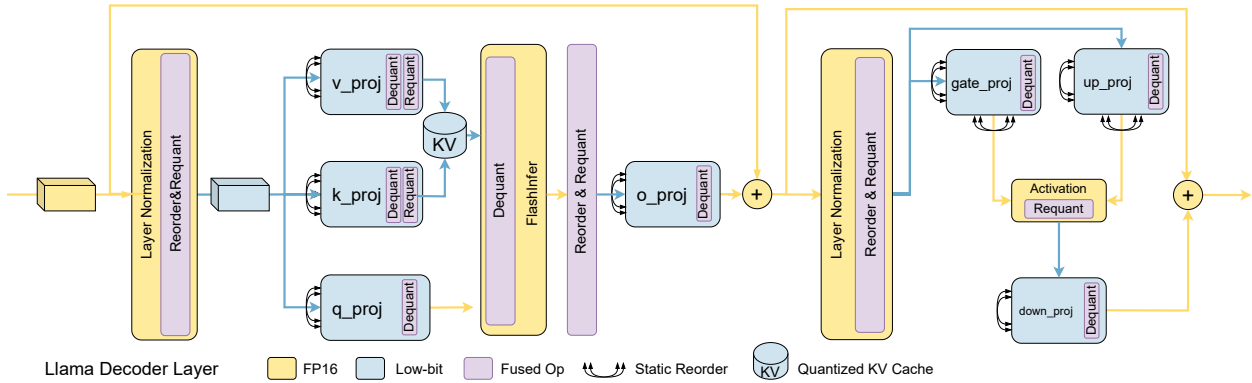 Layer Normalization
Reorder&Requant
v_proj
Dequant
Requant
k_proj
Dequant
Requant
q_proj
Dequant
KV
Dequant
FlashInfer
Reorder & Requant
o_proj
Dequant
+
Layer Normalization
Reorder & Requant
gate_proj
Dequant
up_proj
Dequant
Activation
Requant
down_proj
Dequant
+
Llama Decoder Layer
FP16
Low-bit
Fused Op
Static Reorder
KV
Quantized KV Cache